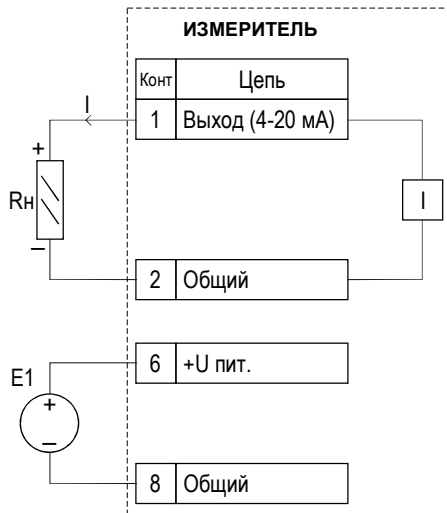 ИЗМЕРИТЕЛЬ
Конт Цепь
I
1 Выход (4-20 мА)
+
Rн
I
–
2 Общий
6 +U пит.
E1
+
–
8 Общий